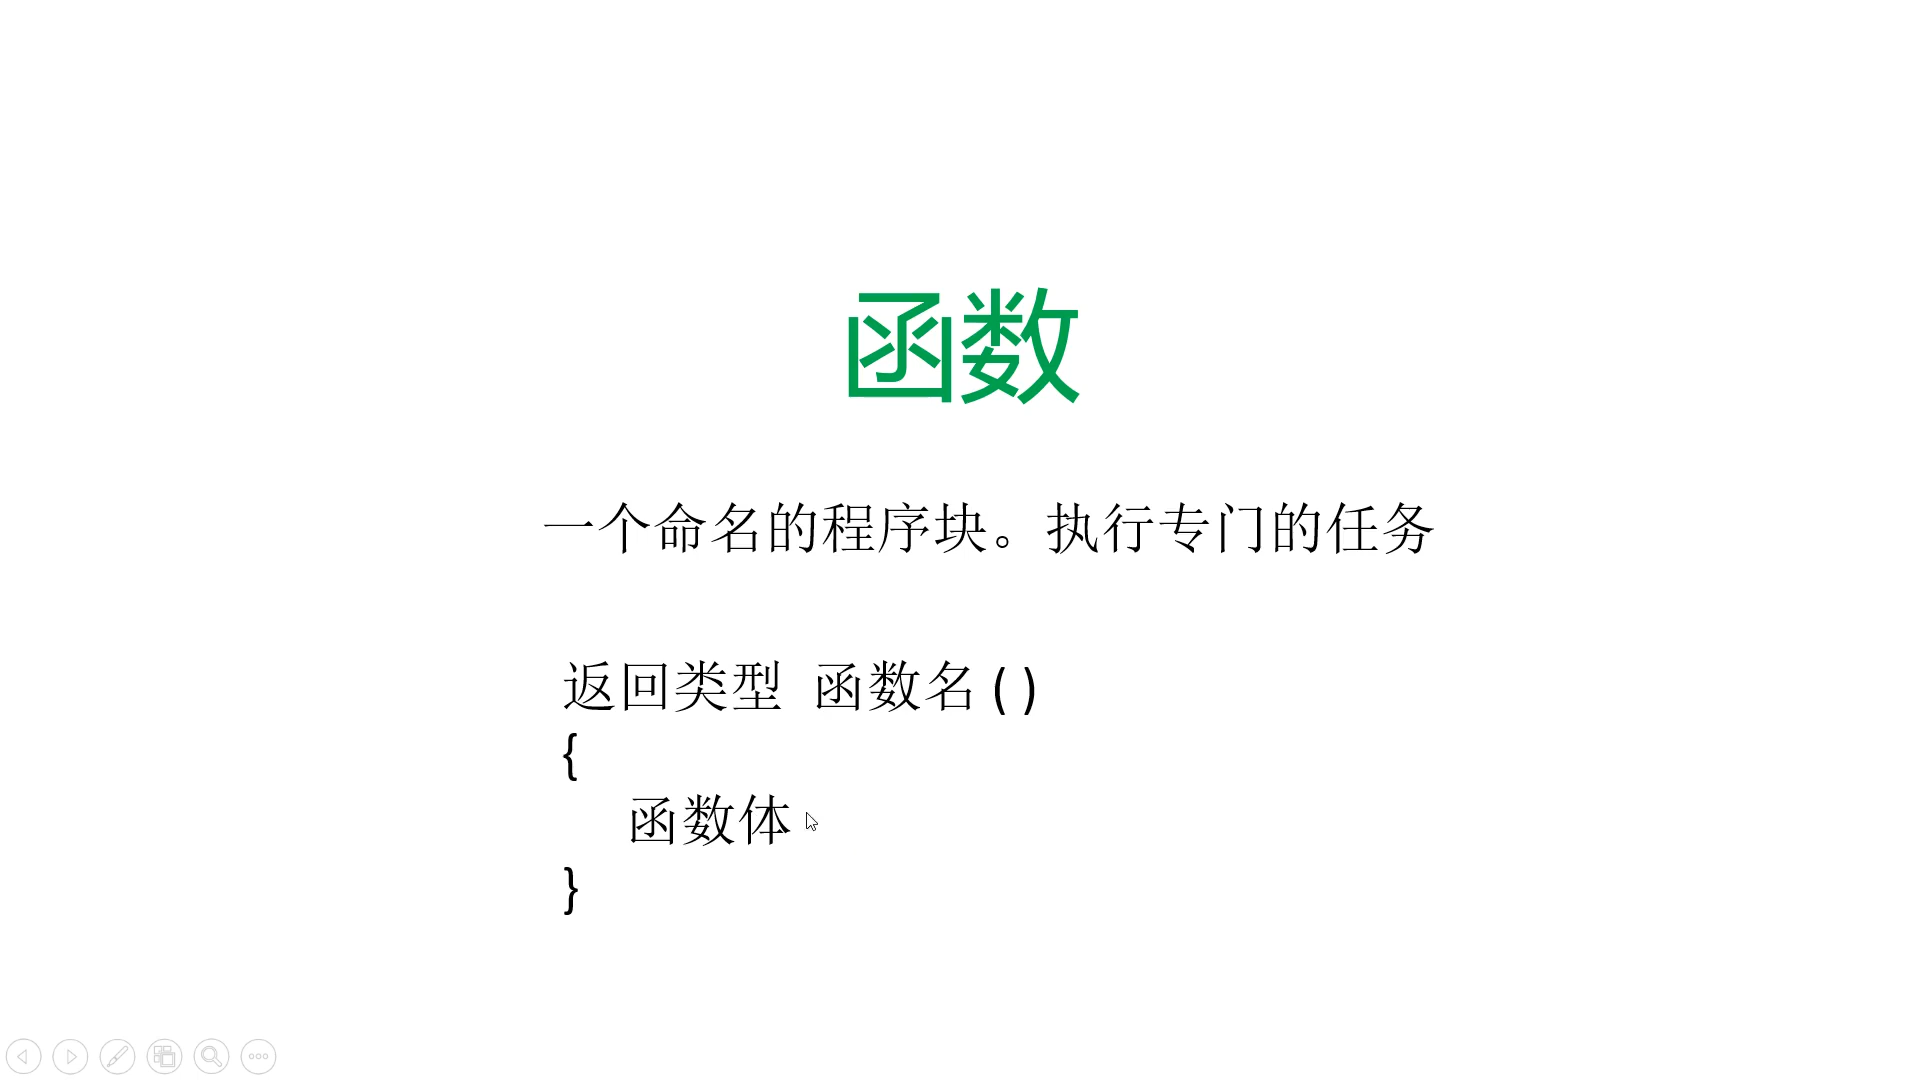 函数
一个命名的程序块。执行专门的任务
返回类型 函数名 ( )
{
函数体
}